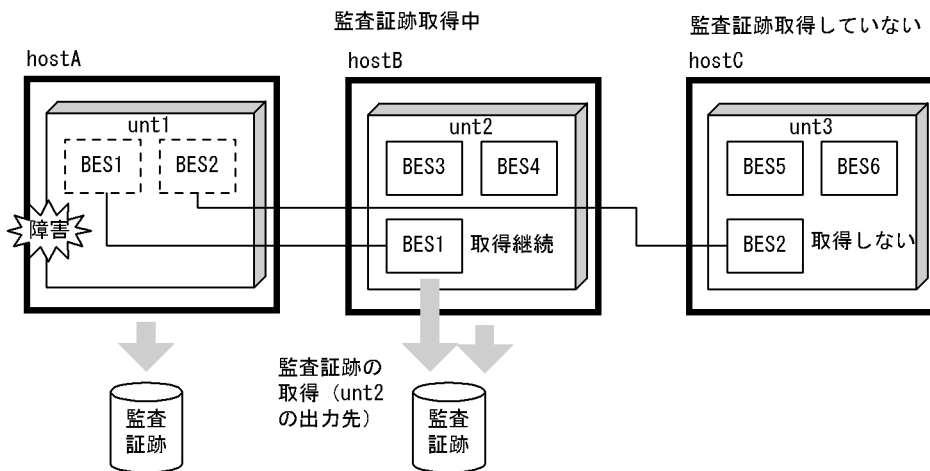 監査証跡取得中
監査証跡取得していない
hostA
hostB
hostC
unt1
unt2
unt3
BES1
BES2
BES3
BES4
BES5
BES6
障害
BES1
取得継続
BES2
取得しない
監査証跡の
取得（unt2
の出力先）
監査
証跡
監査
証跡